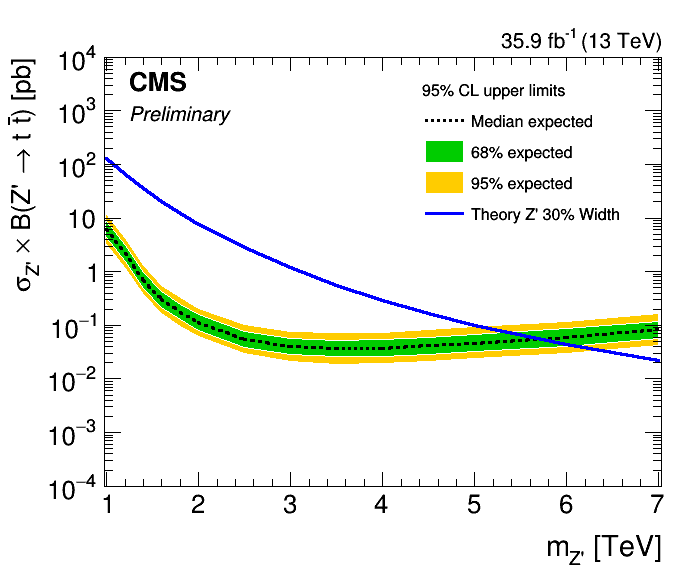 35.9 fb⁻¹ (13 TeV)
CMS
Preliminary
95% CL upper limits
Median expected
68% expected
95% expected
Theory Z' 30% Width
σ_Z' × B(Z' → t t̄) [pb]
10⁴
10³
10²
10
1
10⁻¹
10⁻²
10⁻³
10⁻⁴
1 2 3 4 5 6 7
m_Z' [TeV]